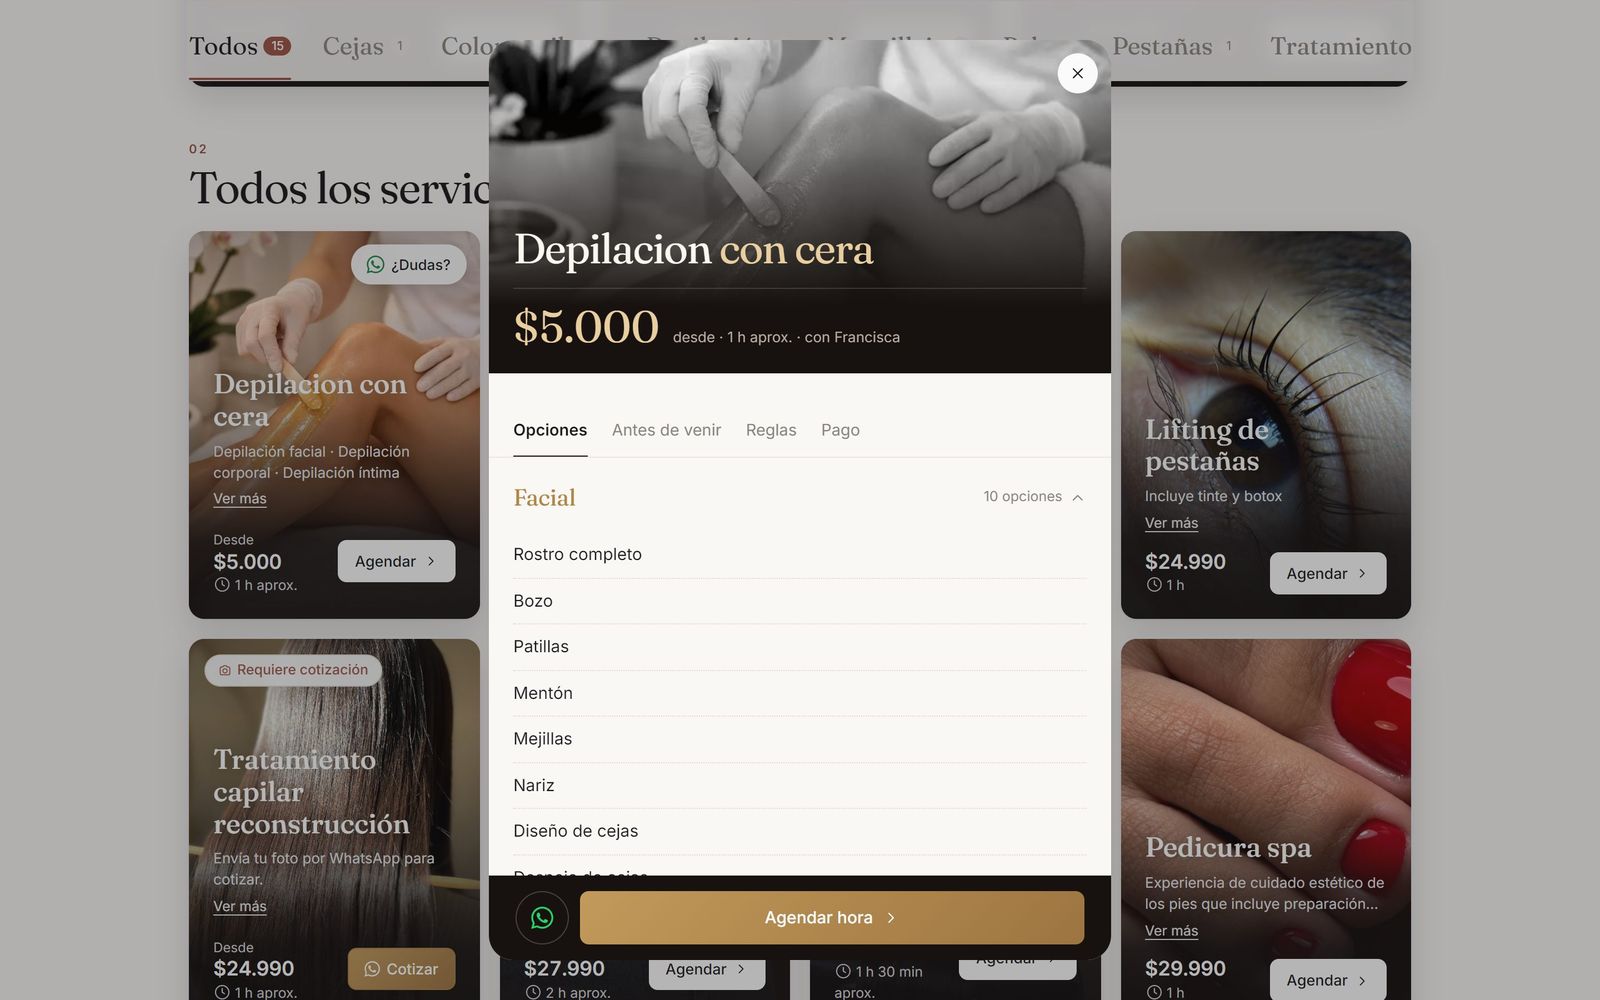 Todos 15
Cejas 1
Pestañas 1
Tratamiento
02
Todos los servic
¿Dudas?
Depilacion con
cera
Depilación facial · Depilación
corporal · Depilación íntima
Ver más
Desde
$5.000
1 h aprox.
Agendar
Requiere cotización
Tratamiento
capilar
reconstrucción
Envía tu foto por WhatsApp para
cotizar.
Ver más
Desde
$24.990
1 h aprox.
Cotizar
Depilacion con cera
$5.000 desde · 1 h aprox. · con Francisca
Opciones
Antes de venir
Reglas
Pago
Facial
10 opciones
Rostro completo
Bozo
Patillas
Mentón
Mejillas
Nariz
Diseño de cejas
Agendar hora
$27.990
2 h aprox.
Agendar
1 h 30 min
aprox.
Agendar
Lifting de
pestañas
Incluye tinte y botox
Ver más
$24.990
1 h
Agendar
Pedicura spa
Experiencia de cuidado estético de
los pies que incluye preparación...
Ver más
$29.990
1 h
Agendar